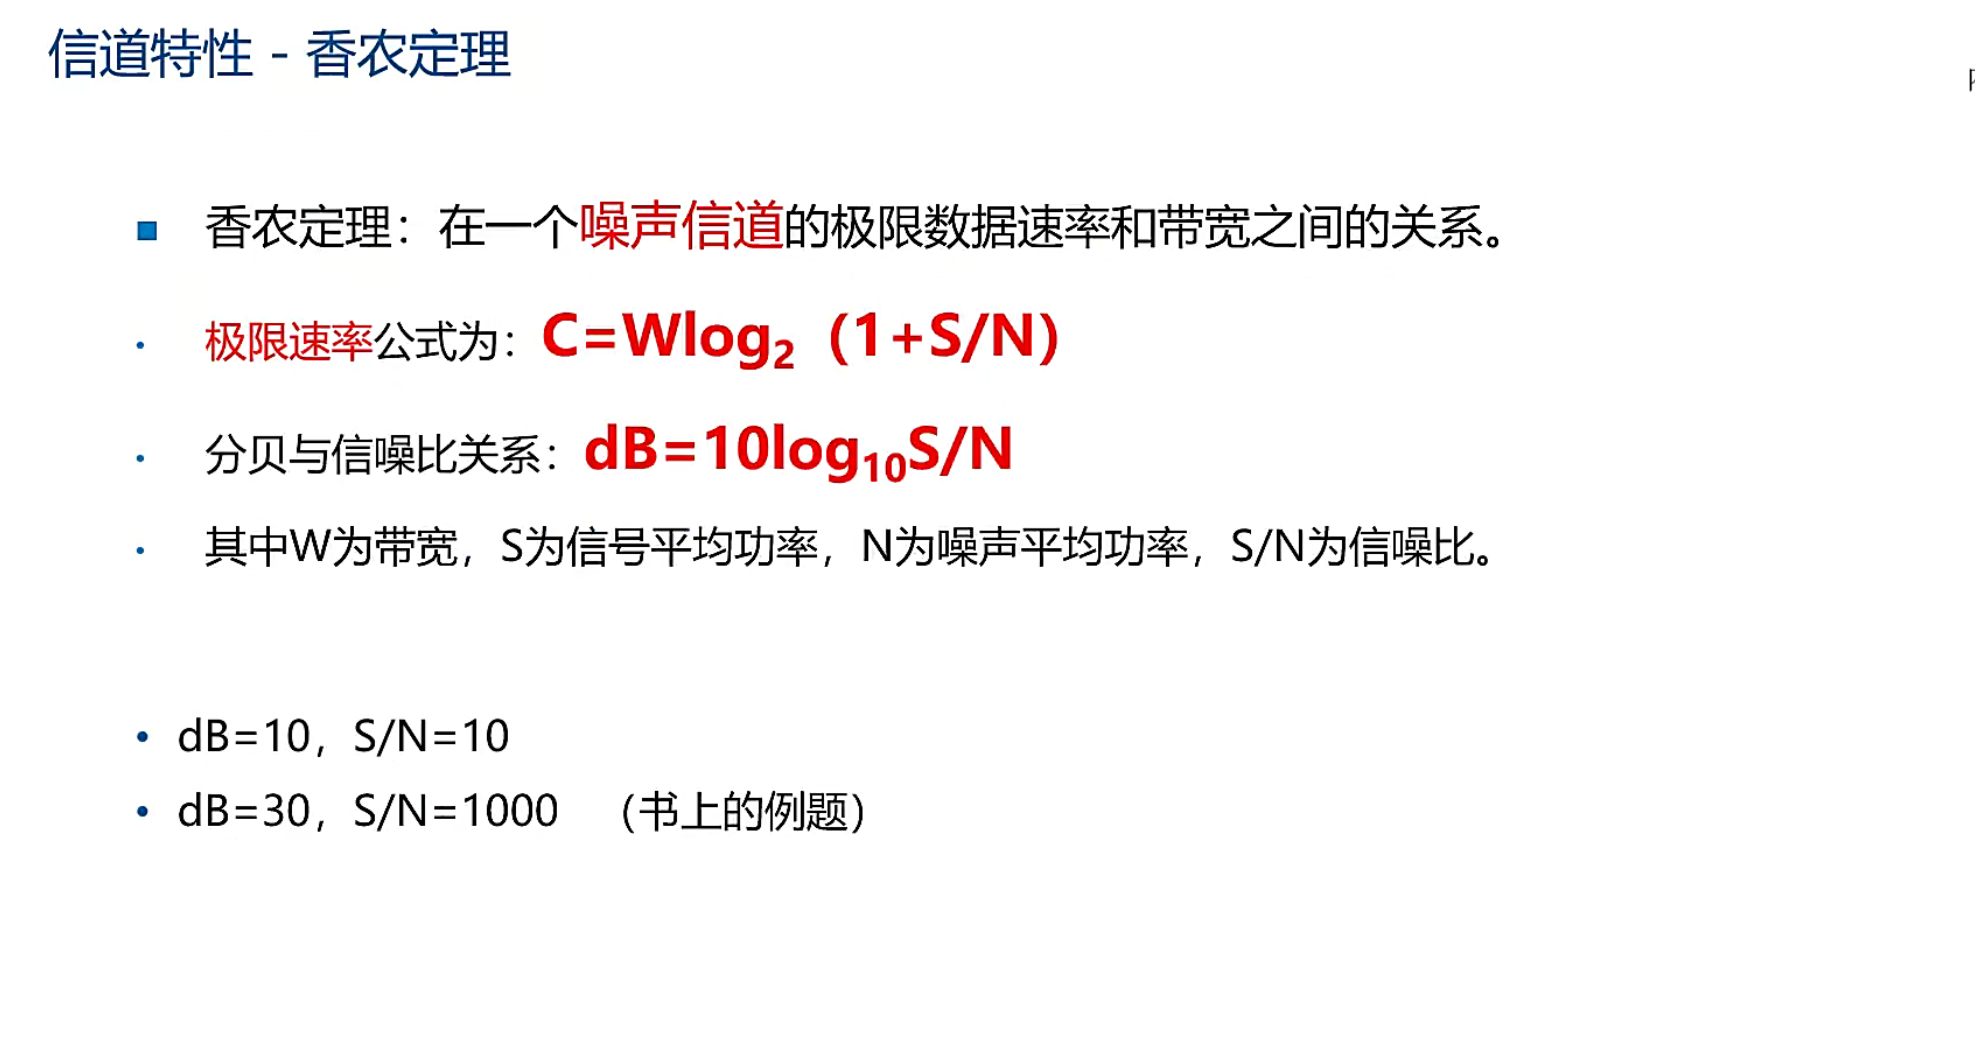 信道特性 - 香农定理
香农定理：在一个噪声信道的极限数据速率和带宽之间的关系。
极限速率公式为：C=Wlog₂（1+S/N）
分贝与信噪比关系：dB=10log₁₀S/N
其中W为带宽，S为信号平均功率，N为噪声平均功率，S/N为信噪比。
dB=10，S/N=10
dB=30，S/N=1000 （书上的例题）